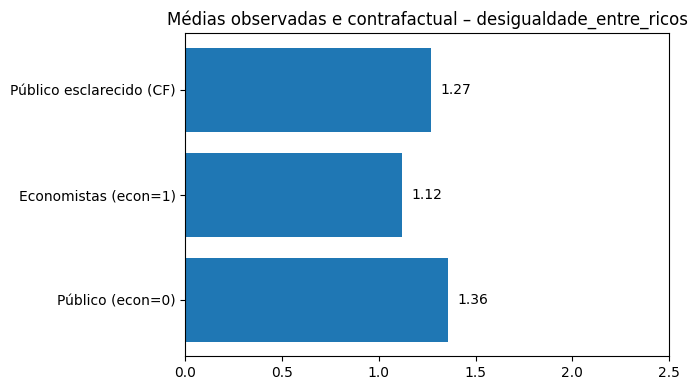 Médias observadas e contrafactual – desigualdade_entre_ricos
Público esclarecido (CF)
1.27
Economistas (econ=1)
1.12
Público (econ=0)
1.36
0.0 0.5 1.0 1.5 2.0 2.5